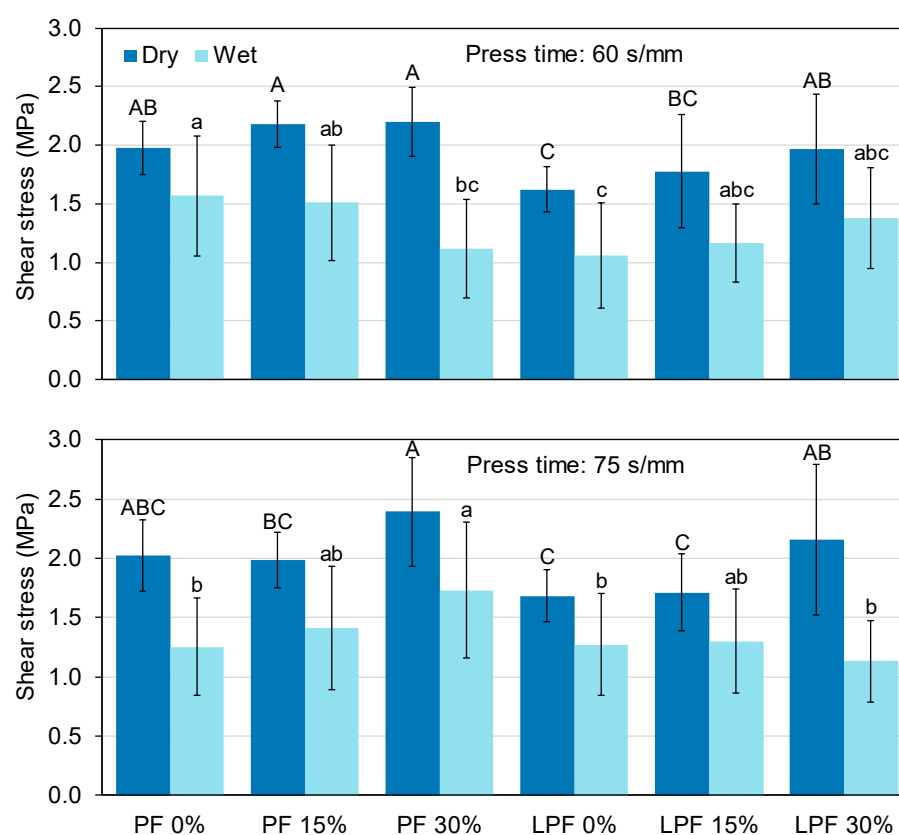 3.0
Dry Wet
Press time: 60 s/mm
2.5
2.0
1.5
1.0
0.5
0.0
Shear stress (MPa)
AB a A ab A bc C c BC abc AB abc
3.0
Press time: 75 s/mm
2.5
2.0
1.5
1.0
0.5
0.0
Shear stress (MPa)
ABC b BC ab A a C b C ab AB b
PF 0% PF 15% PF 30% LPF 0% LPF 15% LPF 30%